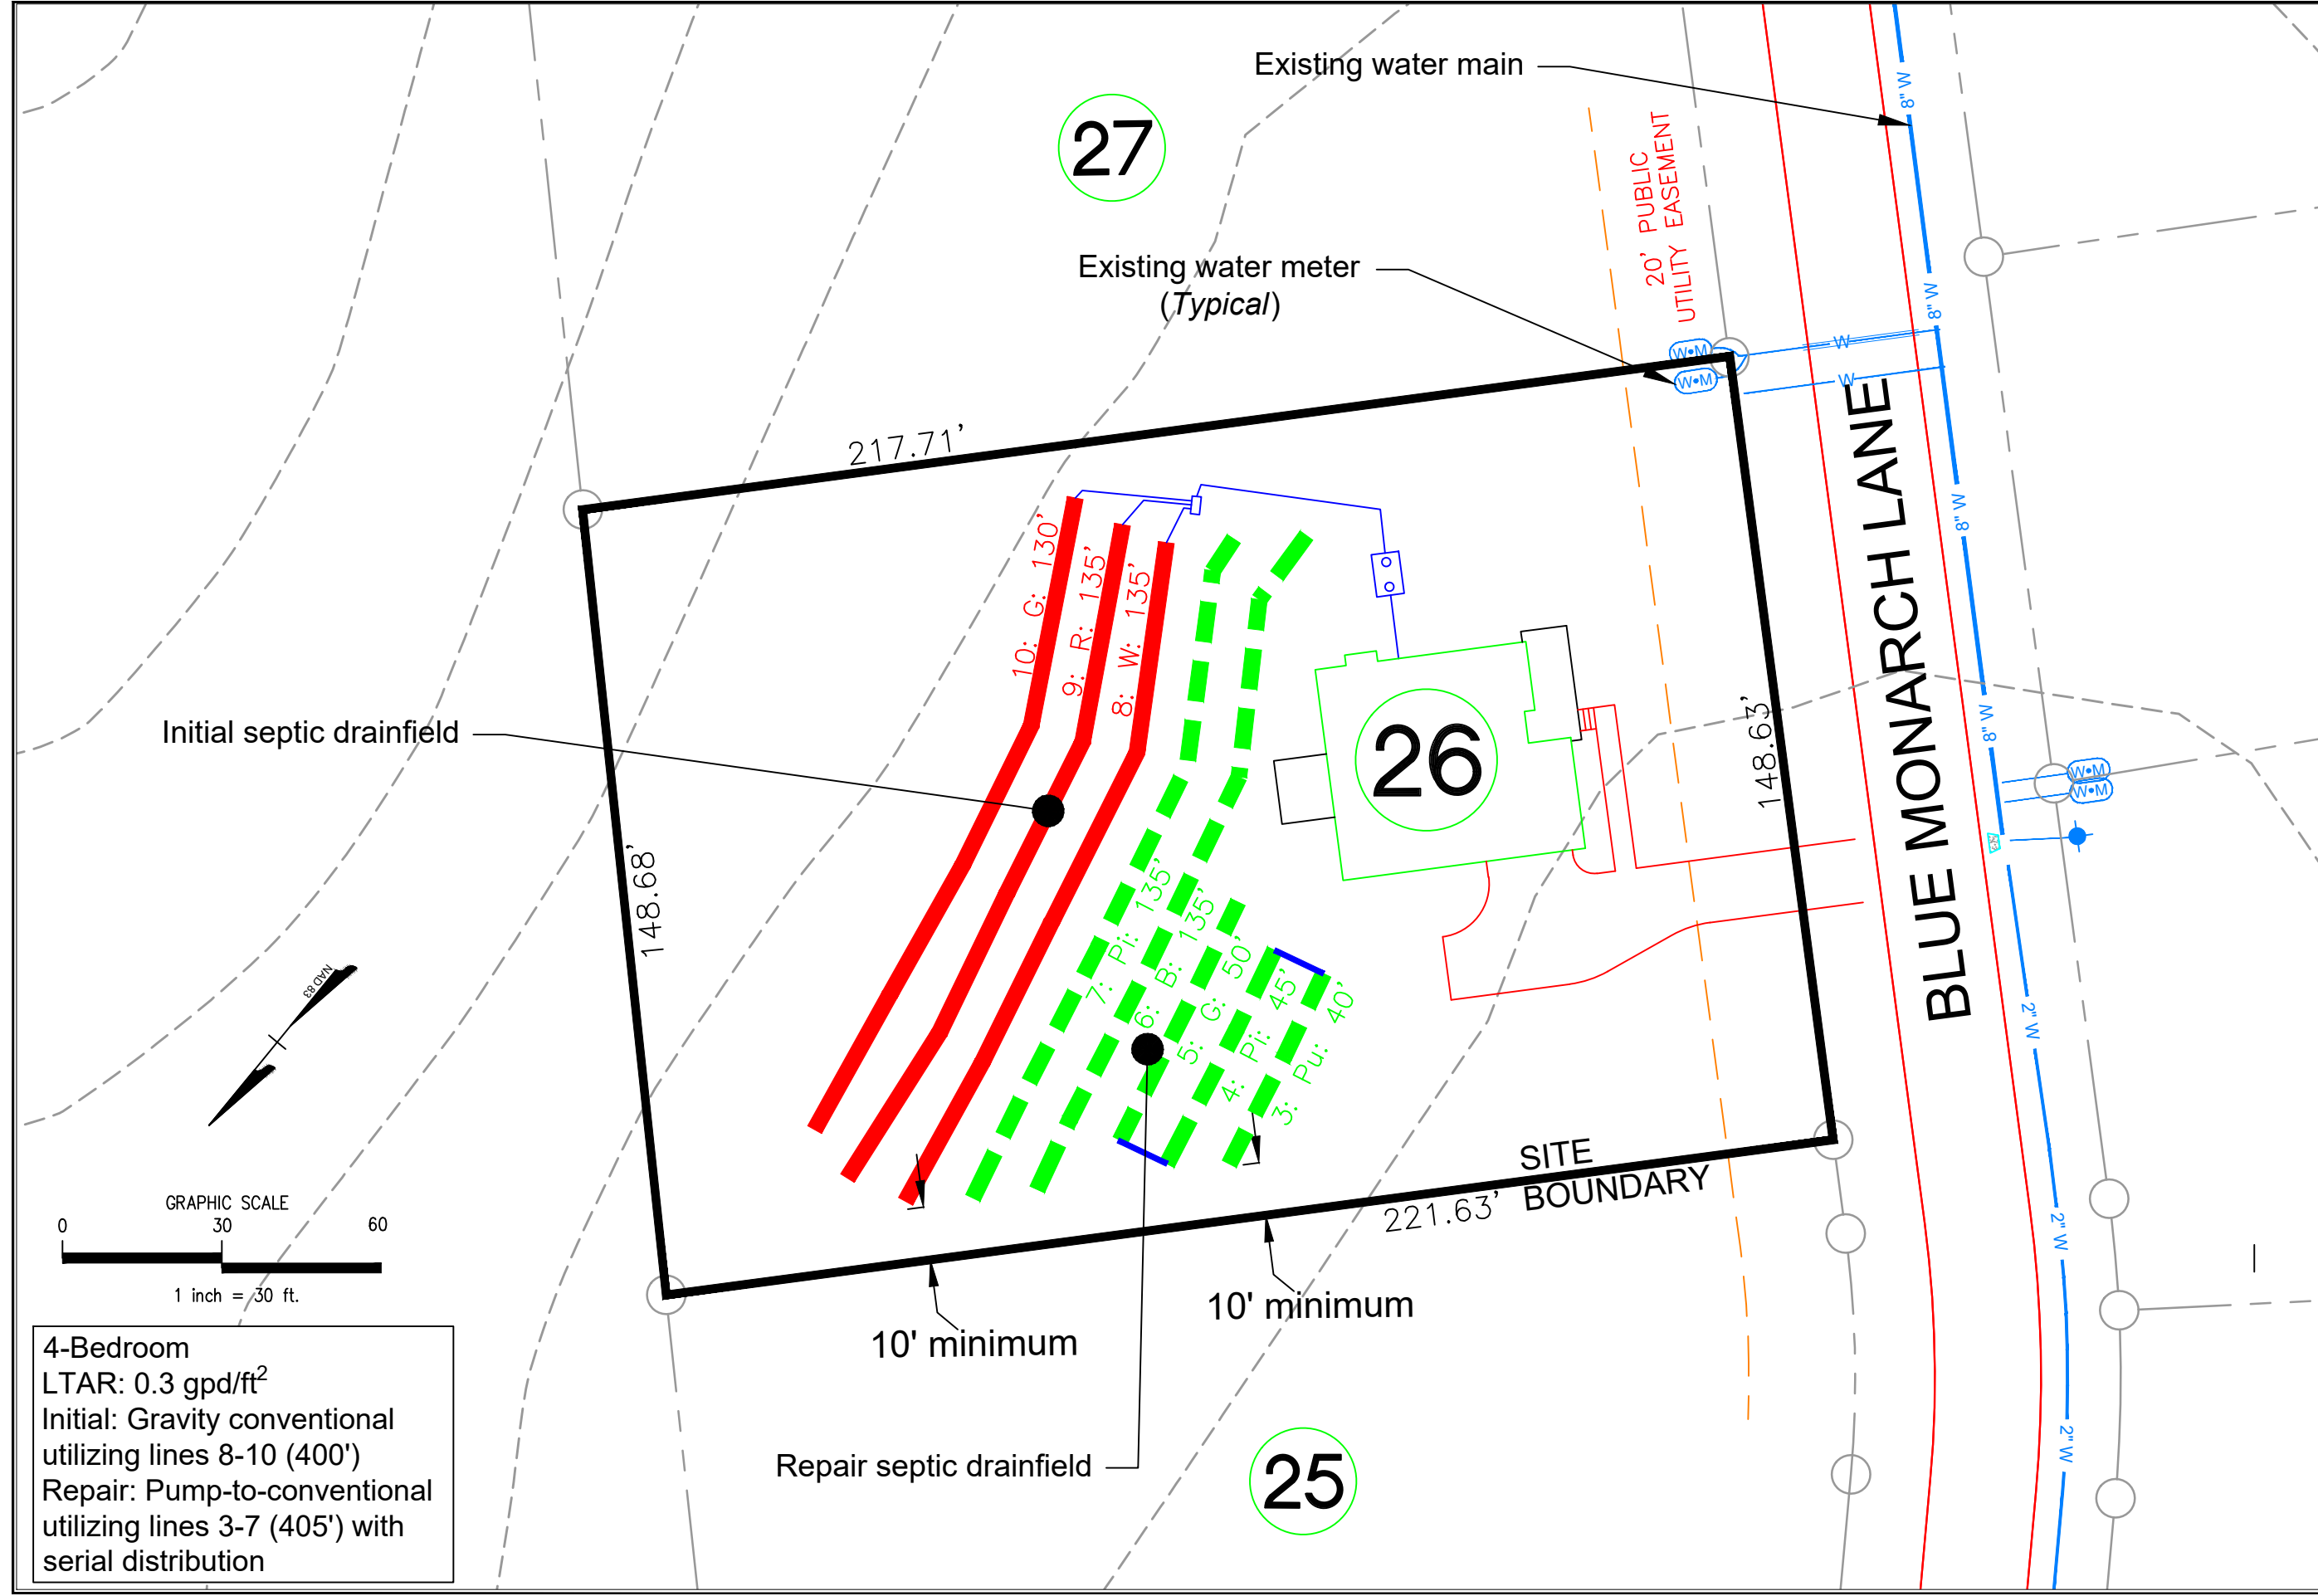 Existing water main
8" W
27
20' PUBLIC
UTILITY EASEMENT
Existing water meter
(Typical)
8" W
W•M
W
W•M
W
217.71'
BLUE MONARCH LANE
8" W
10: G: 130'
9: R: 135'
8: W: 135'
Initial septic drainfield
26
148.63'
8" W
W•M
W•M
148.68'
7: Pi: 135'
6: B: 135'
5: G: 50'
4: Pi: 45'
3: Pu: 40'
NAD 83
2" W
SITE
BOUNDARY
221.63'
2" W
GRAPHIC SCALE
0 30 60
1 inch = 30 ft.
10' minimum
10' minimum
4-Bedroom
LTAR: 0.3 gpd/ft²
Initial: Gravity conventional
utilizing lines 8-10 (400')
Repair: Pump-to-conventional
utilizing lines 3-7 (405') with
serial distribution
Repair septic drainfield
25
2" W